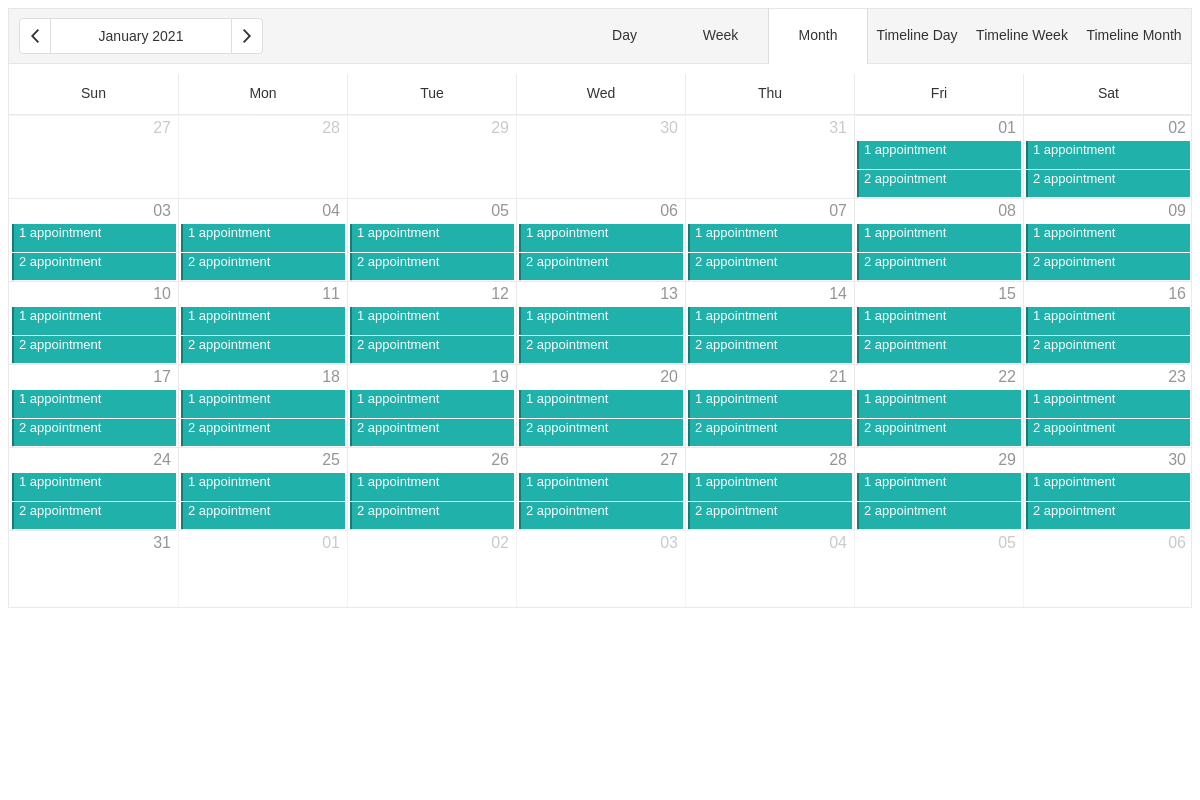 January 2021 Day Week Month Timeline Day Timeline Week Timeline Month
Sun Mon Tue Wed Thu Fri Sat
27 28 29 30 31 01 02
1 appointment 1 appointment
2 appointment 2 appointment
03 04 05 06 07 08 09
1 appointment 1 appointment 1 appointment 1 appointment 1 appointment 1 appointment 1 appointment
2 appointment 2 appointment 2 appointment 2 appointment 2 appointment 2 appointment 2 appointment
10 11 12 13 14 15 16
1 appointment 1 appointment 1 appointment 1 appointment 1 appointment 1 appointment 1 appointment
2 appointment 2 appointment 2 appointment 2 appointment 2 appointment 2 appointment 2 appointment
17 18 19 20 21 22 23
1 appointment 1 appointment 1 appointment 1 appointment 1 appointment 1 appointment 1 appointment
2 appointment 2 appointment 2 appointment 2 appointment 2 appointment 2 appointment 2 appointment
24 25 26 27 28 29 30
1 appointment 1 appointment 1 appointment 1 appointment 1 appointment 1 appointment 1 appointment
2 appointment 2 appointment 2 appointment 2 appointment 2 appointment 2 appointment 2 appointment
31 01 02 03 04 05 06